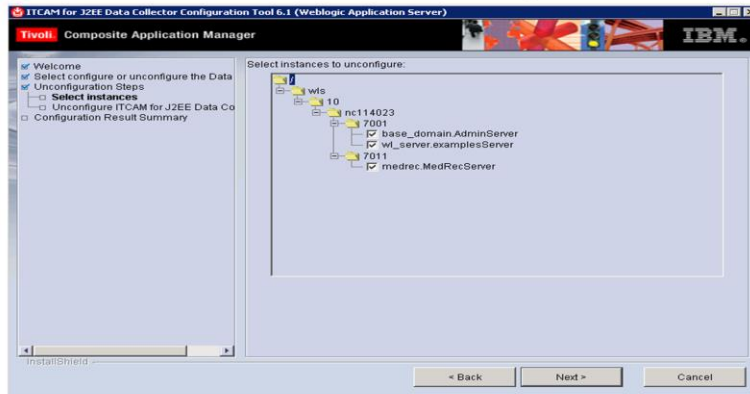 ITCAM for J2EE Data Collector Configuration Tool 6.1 (Weblogic Application Server)
Tivoli. Composite Application Manager
IBM.
Welcome
Select configure or unconfigure the Data
Unconfiguration Steps
Select instances
Unconfigure ITCAM for J2EE Data Co
Configuration Result Summary
Select instances to unconfigure:
/
wls
10
nc114023
7001
base_domain.AdminServer
wl_server.examplesServer
7011
medrec.MedRecServer
InstallShield
< Back
Next >
Cancel